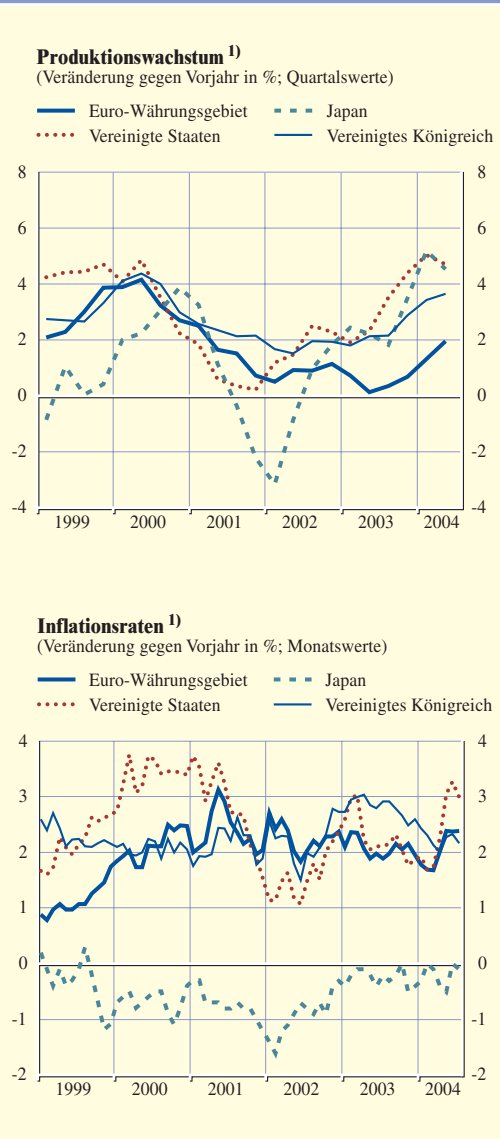 Produktionswachstum 1)
(Veränderung gegen Vorjahr in %; Quartalswerte)
Euro-Währungsgebiet Japan
Vereinigte Staaten Vereinigtes Königreich
8 8
6 6
4 4
2 2
0 0
-2 -2
-4 -4
1999 2000 2001 2002 2003 2004
Inflationsraten 1)
(Veränderung gegen Vorjahr in %; Monatswerte)
Euro-Währungsgebiet Japan
Vereinigte Staaten Vereinigtes Königreich
4 4
3 3
2 2
1 1
0 0
-1 -1
-2 -2
1999 2000 2001 2002 2003 2004